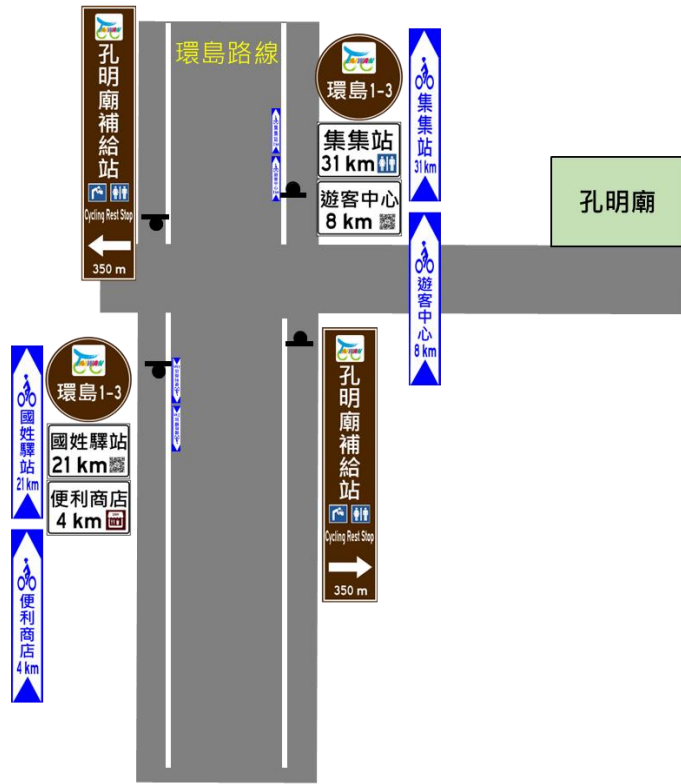 孔明廟補給站
Cycling Rest Stop
350 m
環島路線
環島1-3
集集站
31 km
遊客中心
8 km
集集站
31 km
遊客中心
8 km
孔明廟
環島1-3
國姓驛站
21 km
便利商店
4 km
國姓驛站
21 km
便利商店
4 km
孔明廟補給站
Cycling Rest Stop
350 m